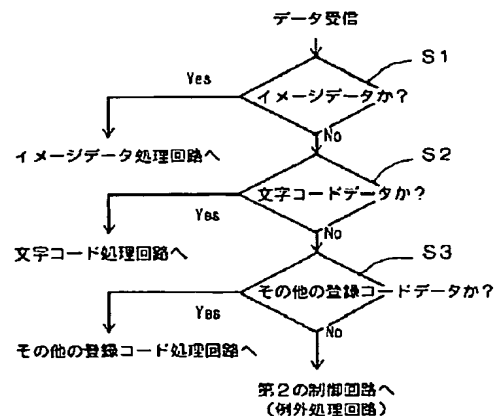 データ受信
S1
Yes
イメージデータか?
No
イメージデータ処理回路へ
S2
文字コードデータか?
Yes
No
文字コード処理回路へ
S3
その他の登録コードデータか?
Yes
No
その他の登録コード処理回路へ
第2の制御回路へ
(例外処理回路)